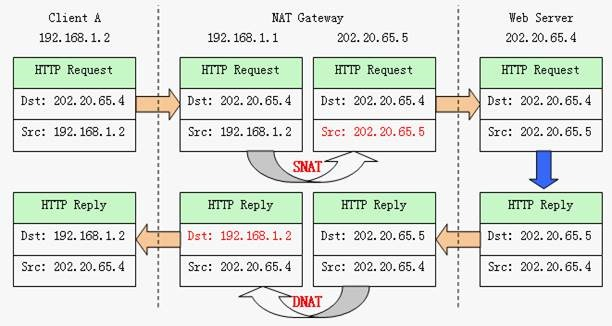 Client A NAT Gateway Web Server
192.168.1.2 192.168.1.1 202.20.65.5 202.20.65.4
HTTP Request HTTP Request HTTP Request HTTP Request
Dst: 202.20.65.4 Dst: 202.20.65.4 Dst: 202.20.65.4 Dst: 202.20.65.4
Src: 192.168.1.2 Src: 192.168.1.2 Src: 202.20.65.5 Src: 202.20.65.5
SNAT
HTTP Reply HTTP Reply HTTP Reply HTTP Reply
Dst: 192.168.1.2 Dst: 192.168.1.2 Dst: 202.20.65.5 Dst: 202.20.65.5
Src: 202.20.65.4 Src: 202.20.65.4 Src: 202.20.65.4 Src: 202.20.65.4
DNAT